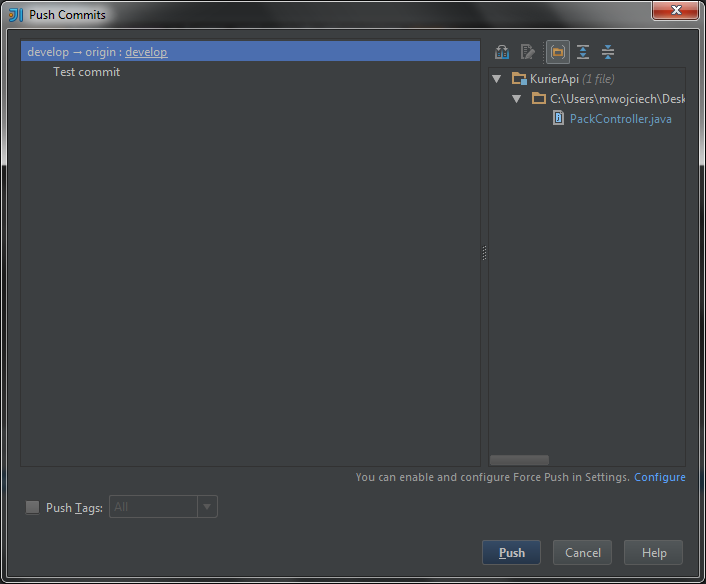 Push Commits
develop → origin : develop
Test commit
KurierApi (1 file)
C:\Users\mwojciech\Desk
PackController.java
You can enable and configure Force Push in Settings. Configure
Push Tags: All
Push
Cancel
Help